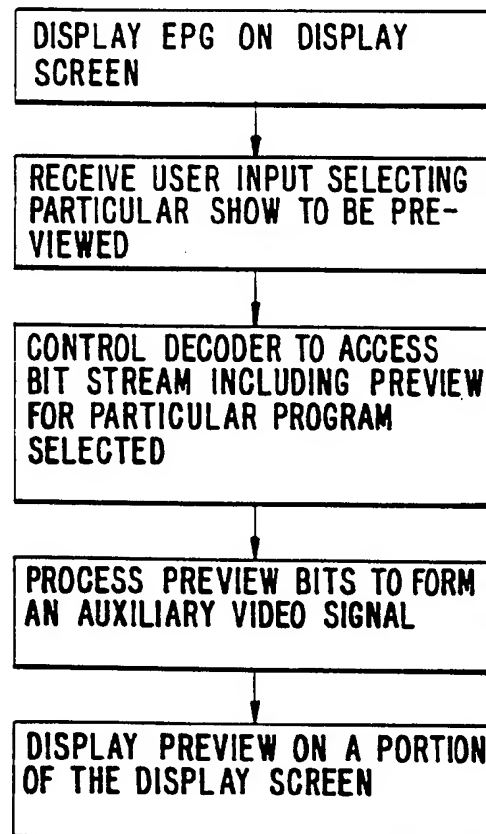 DISPLAY EPG ON DISPLAY
SCREEN
RECEIVE USER INPUT SELECTING
PARTICULAR SHOW TO BE PRE-
VIEWED
CONTROL DECODER TO ACCESS
BIT STREAM INCLUDING PREVIEW
FOR PARTICULAR PROGRAM
SELECTED
PROCESS PREVIEW BITS TO FORM
AN AUXILIARY VIDEO SIGNAL
DISPLAY PREVIEW ON A PORTION
OF THE DISPLAY SCREEN